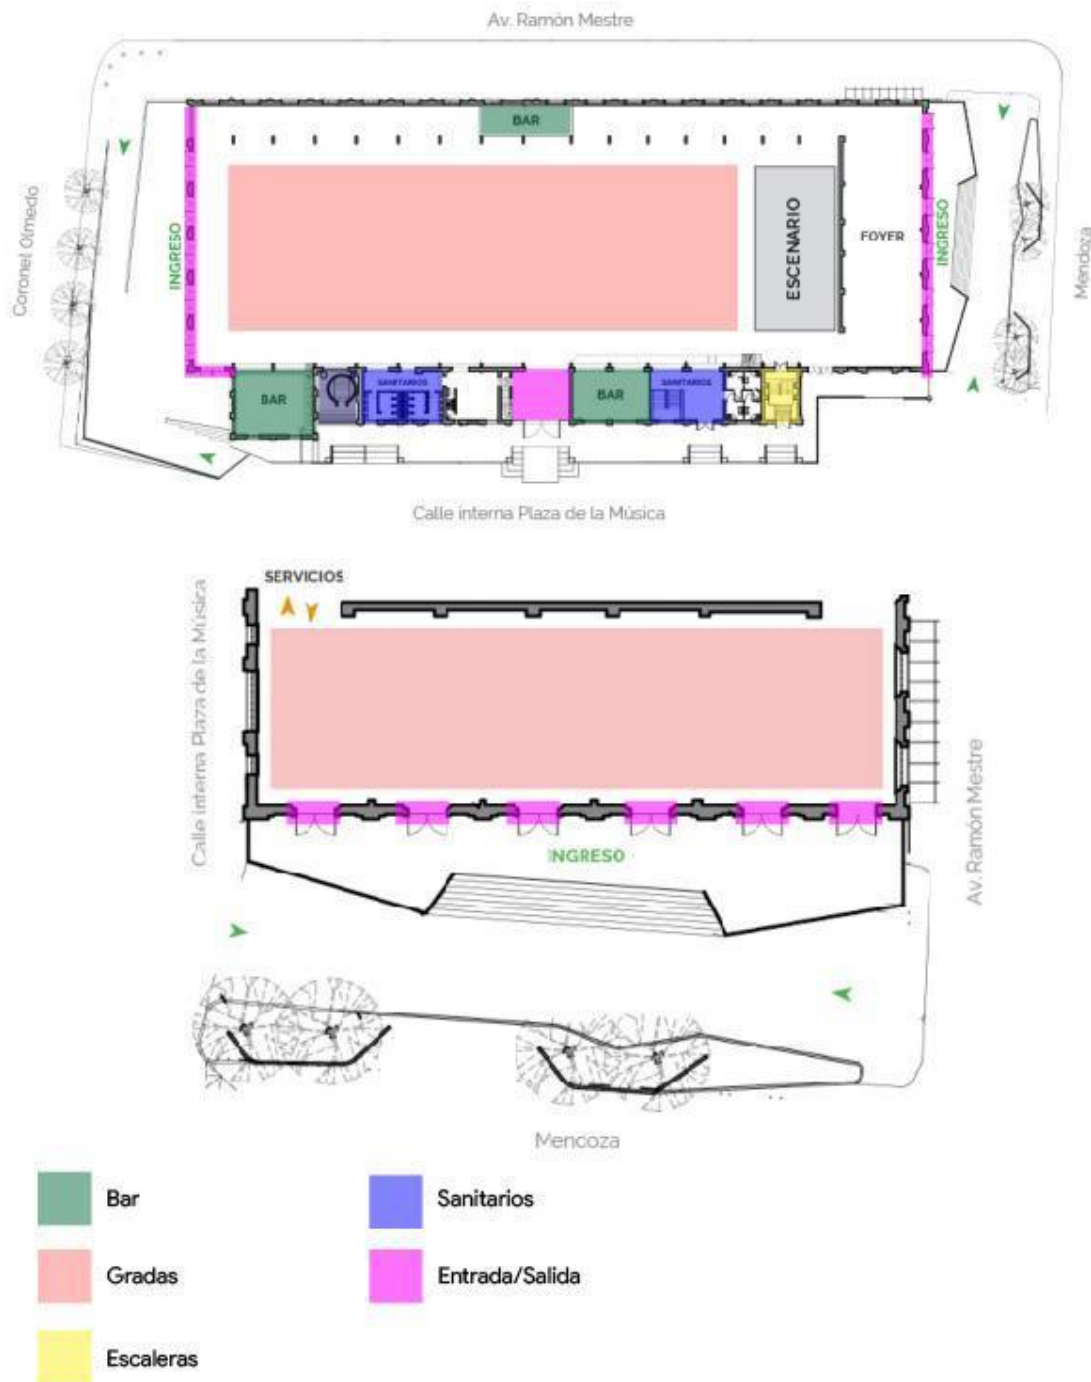 Av. Ramón Mestre
BAR
Coronel Olmedo
INGRESO
ESCENARIO
FOYER
INGRESO
Mendoza
BAR
SANITARIOS
BAR
SANITARIOS
Calle interna Plaza de la Música
SERVICIOS
Calle interna Plaza de la Música
Av. Ramón Mestre
INGRESO
Mencoza
Bar
Sanitarios
Gradas
Entrada/Salida
Escaleras